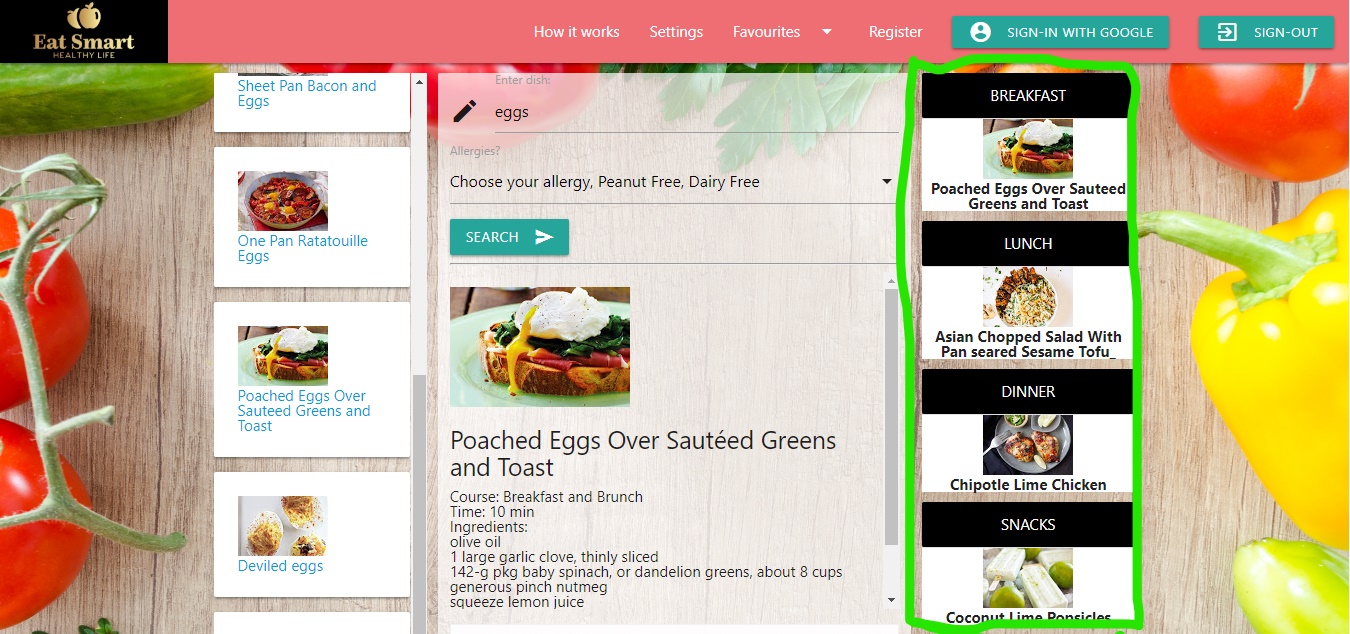 Eat Smart
HEALTHY LIFE
How it works
Settings
Favourites
Register
SIGN-IN WITH GOOGLE
SIGN-OUT
Sheet Pan Bacon and
Eggs
One Pan Ratatouille
Eggs
Poached Eggs Over
Sauteed Greens and
Toast
Deviled eggs
Enter dish:
eggs
Allergies?
Choose your allergy, Peanut Free, Dairy Free
SEARCH
Poached Eggs Over Sautéed Greens
and Toast
Course: Breakfast and Brunch
Time: 10 min
Ingredients:
olive oil
1 large garlic clove, thinly sliced
142-g pkg baby spinach, or dandelion greens, about 8 cups
generous pinch nutmeg
squeeze lemon juice
BREAKFAST
Poached Eggs Over Sauteed
Greens and Toast
LUNCH
Asian Chopped Salad With
Pan seared Sesame Tofu_
DINNER
Chipotle Lime Chicken
SNACKS
Coconut Lime Popsicles